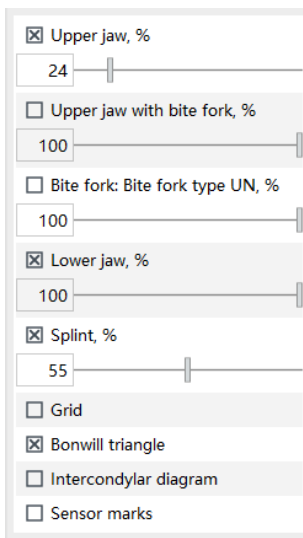 Upper jaw, %
24
Upper jaw with bite fork, %
100
Bite fork: Bite fork type UN, %
100
Lower jaw, %
100
Splint, %
55
Grid
Bonwill triangle
Intercondylar diagram
Sensor marks